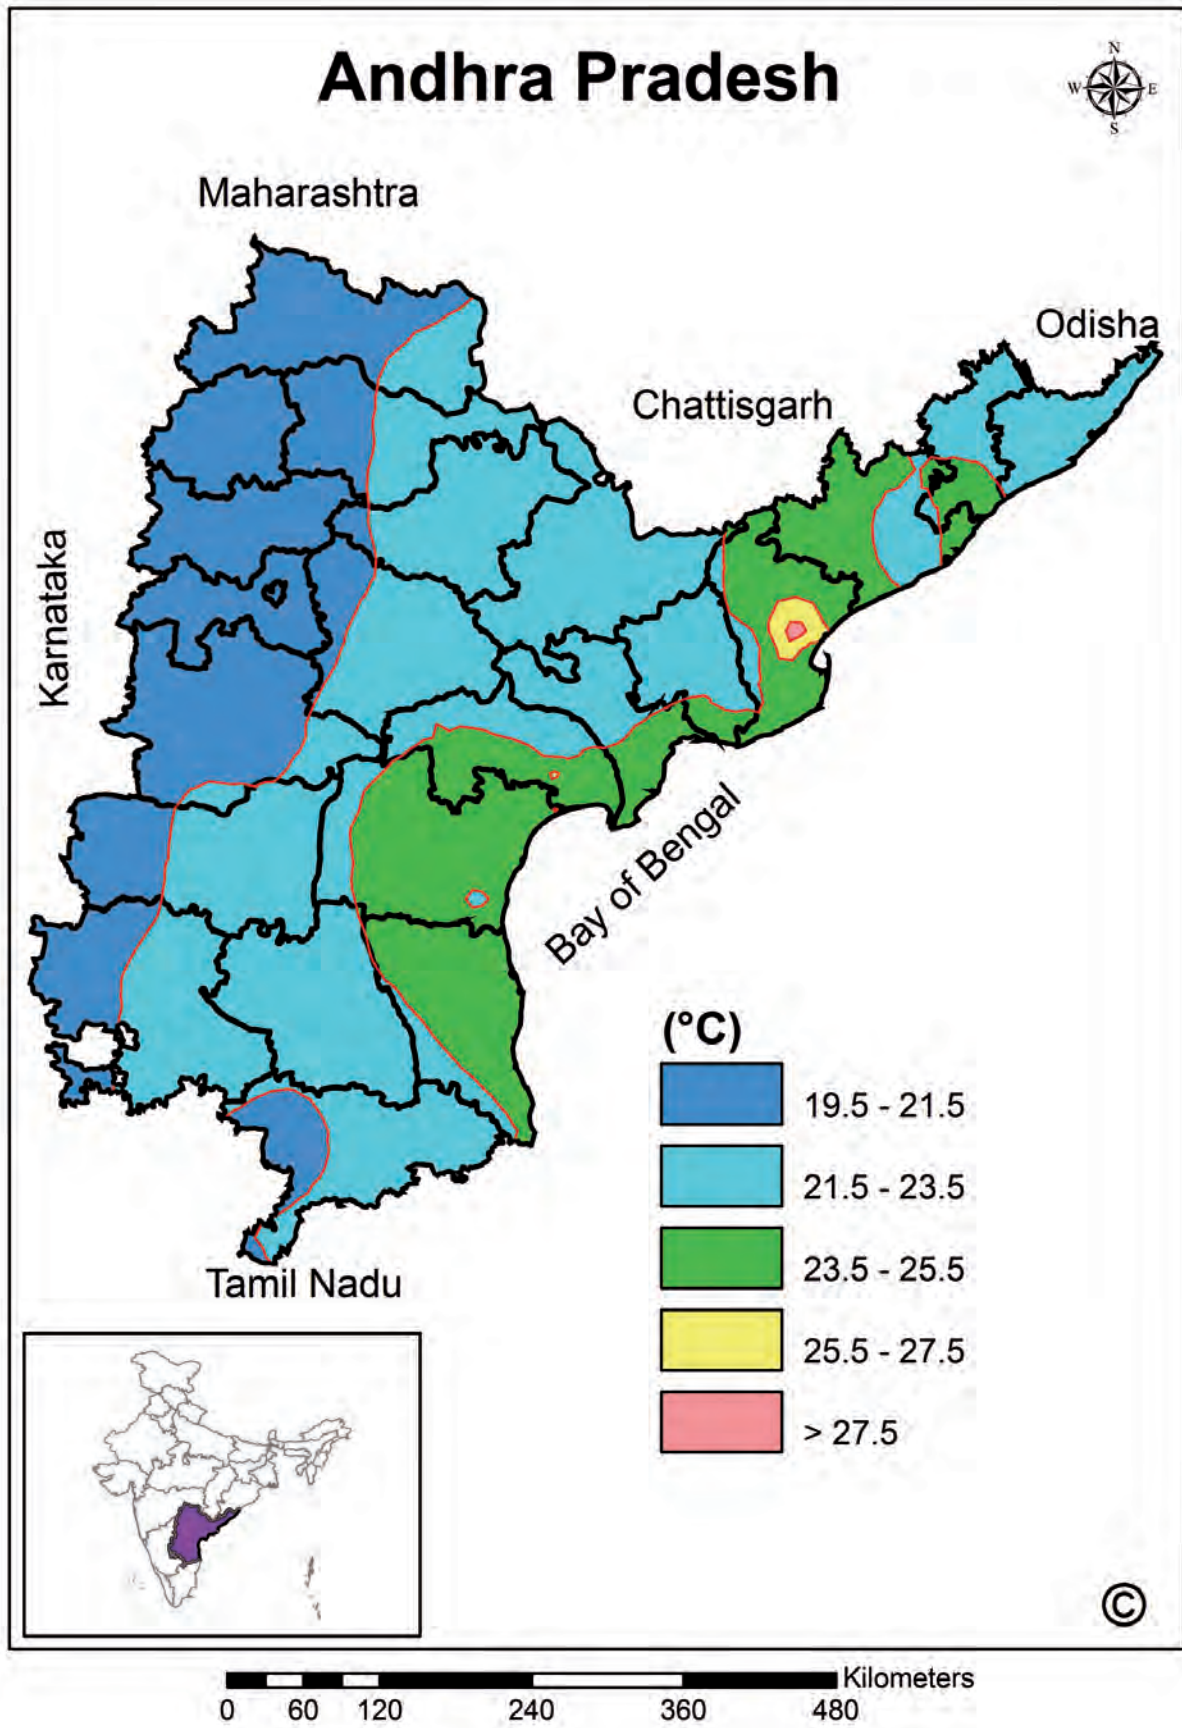 Andhra Pradesh
N
W E
S
Maharashtra
Odisha
Chattisgarh
Karnataka
Bay of Bengal
(°C)
19.5 - 21.5
21.5 - 23.5
23.5 - 25.5
25.5 - 27.5
> 27.5
Tamil Nadu
©
Kilometers
0 60 120 240 360 480